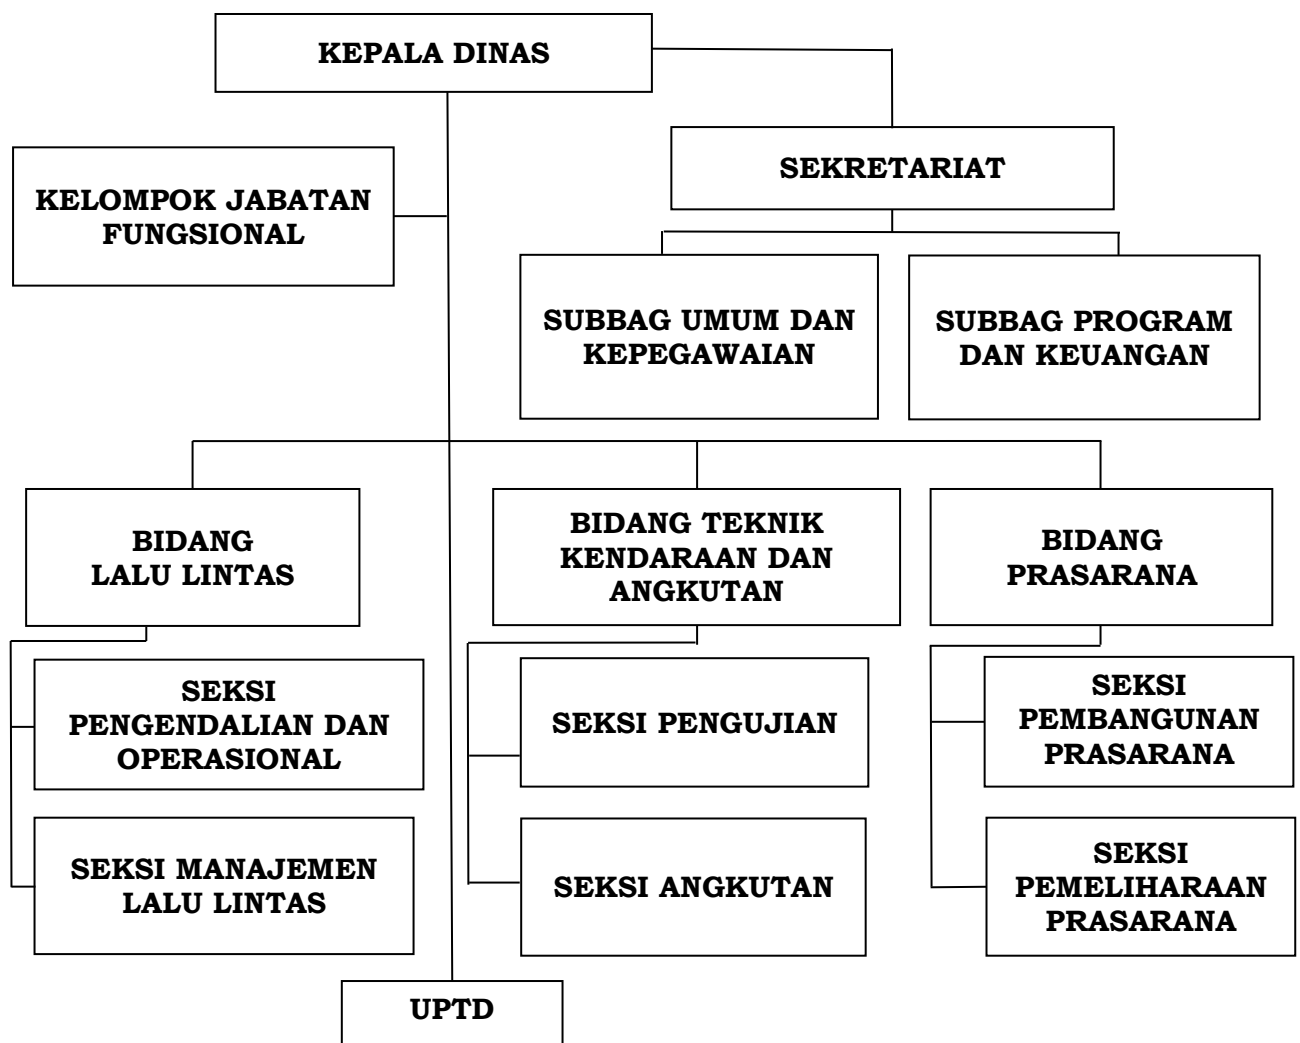 KEPALA DINAS
SEKRETARIAT
KELOMPOK JABATAN
FUNGSIONAL
SUBBAG UMUM DAN
KEPEGAWAIAN
SUBBAG PROGRAM
DAN KEUANGAN
BIDANG
LALU LINTAS
BIDANG TEKNIK
KENDARAAN DAN
ANGKUTAN
BIDANG
PRASARANA
SEKSI
PENGENDALIAN DAN
OPERASIONAL
SEKSI PENGUJIAN
SEKSI
PEMBANGUNAN
PRASARANA
SEKSI MANAJEMEN
LALU LINTAS
SEKSI ANGKUTAN
SEKSI
PEMELIHARAAN
PRASARANA
UPTD